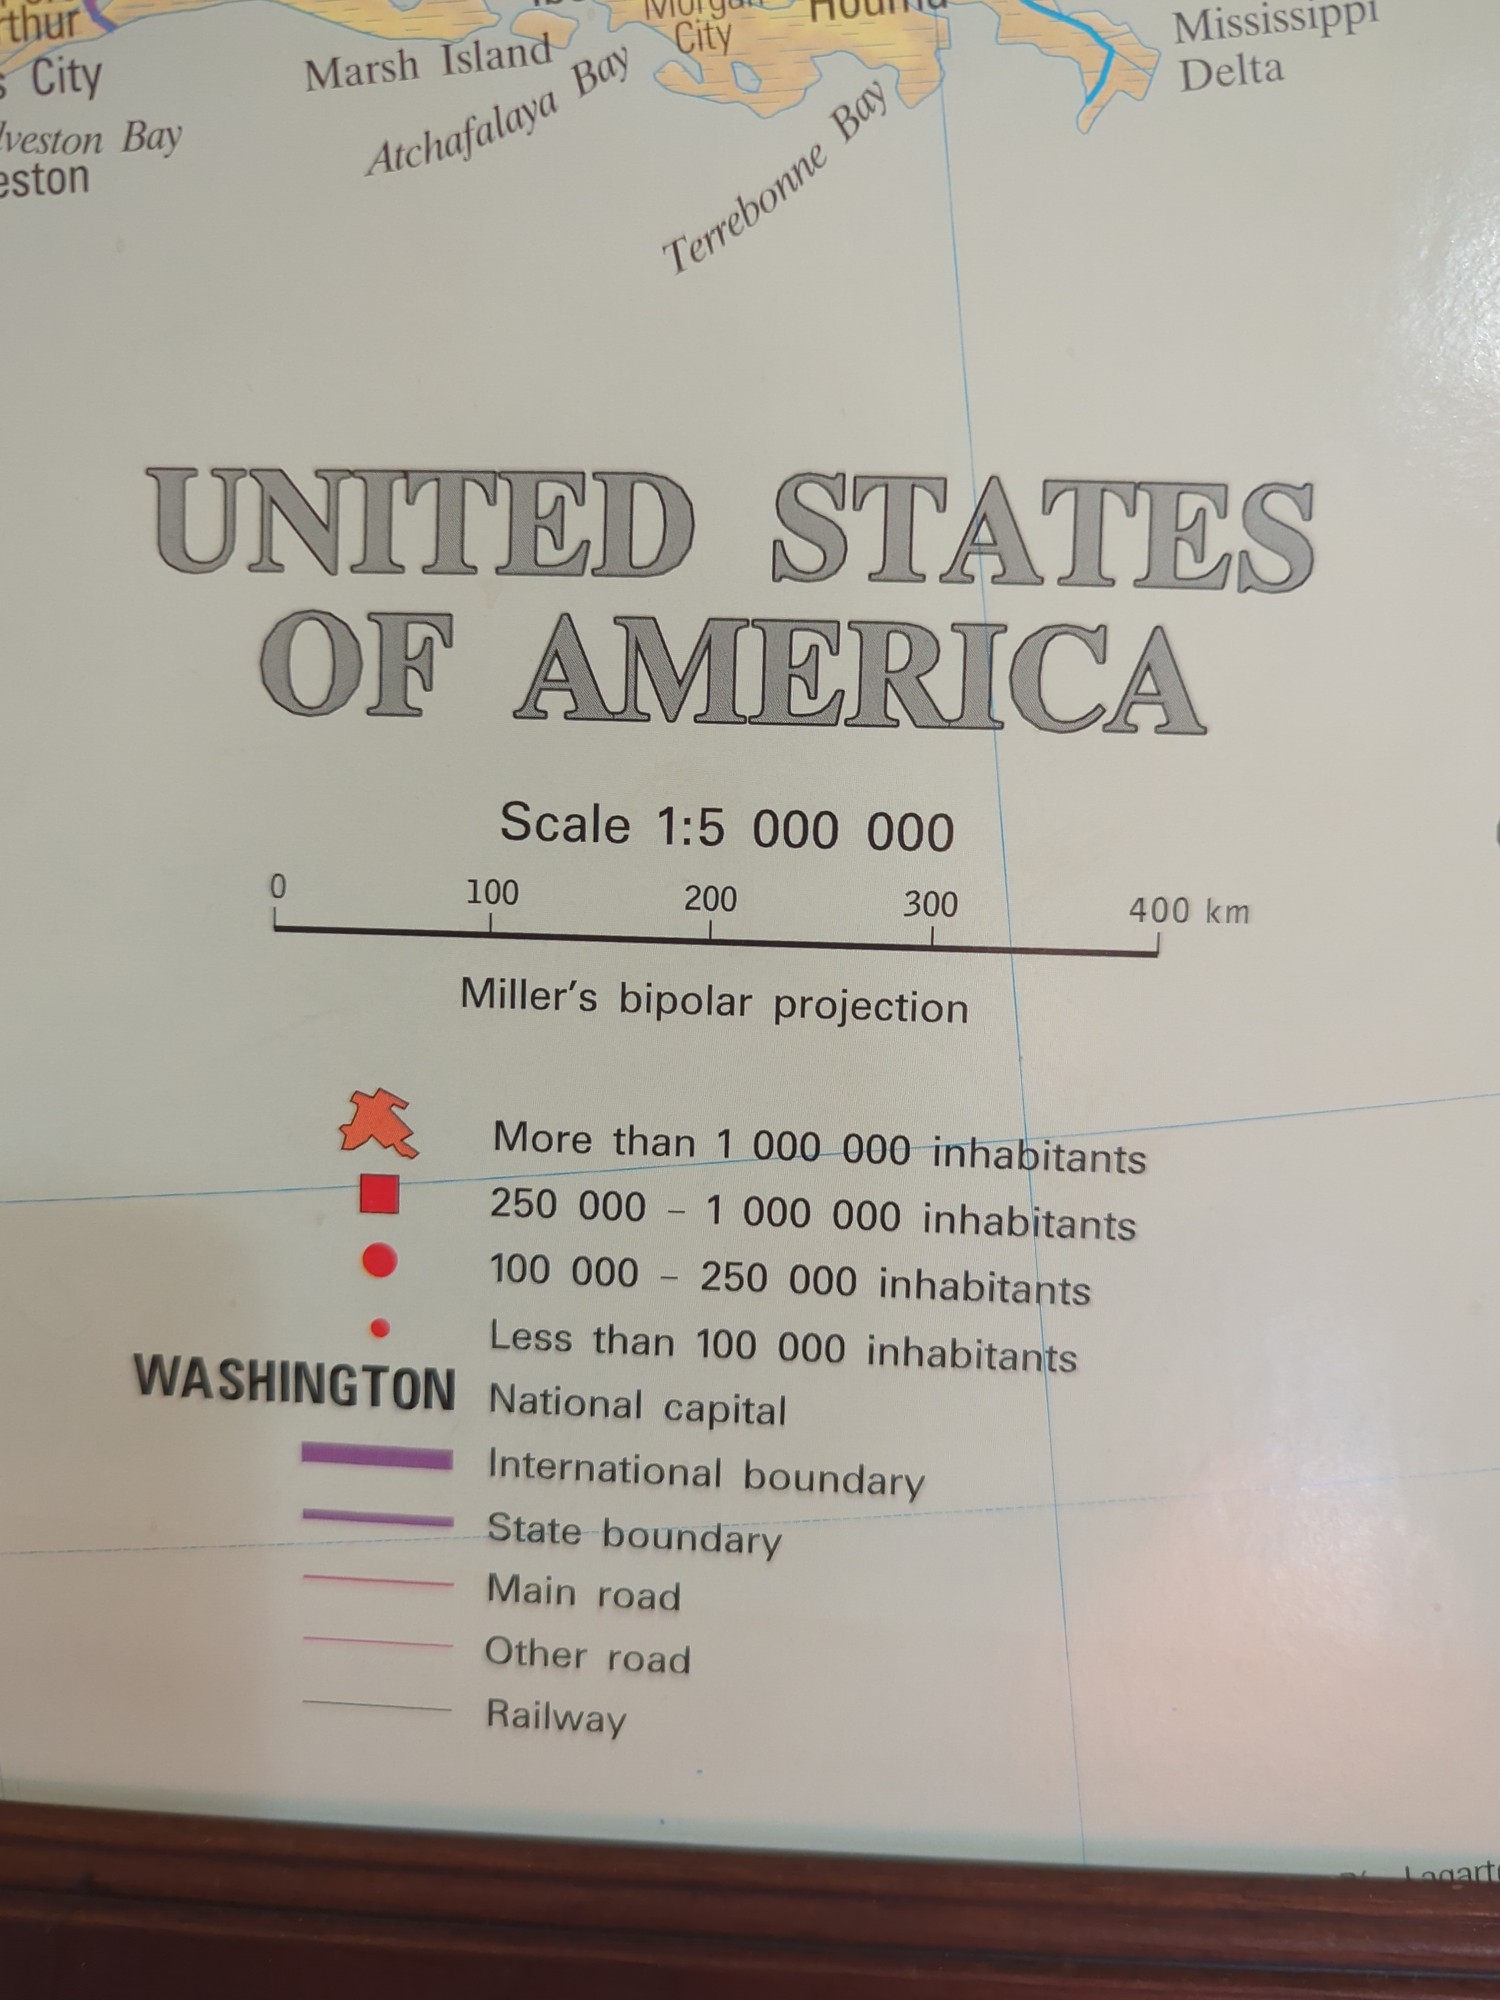 Morgan
City
Mississippi
Delta
City
Marsh Island
Atchafalaya Bay
Terrebonne Bay
UNITED STATES
OF AMERICA
Scale 1:5 000 000
0 100 200 300 400 km
Miller's bipolar projection
More than 1 000 000 inhabitants
250 000 – 1 000 000 inhabitants
100 000 – 250 000 inhabitants
Less than 100 000 inhabitants
WASHINGTON National capital
International boundary
State boundary
Main road
Other road
Railway